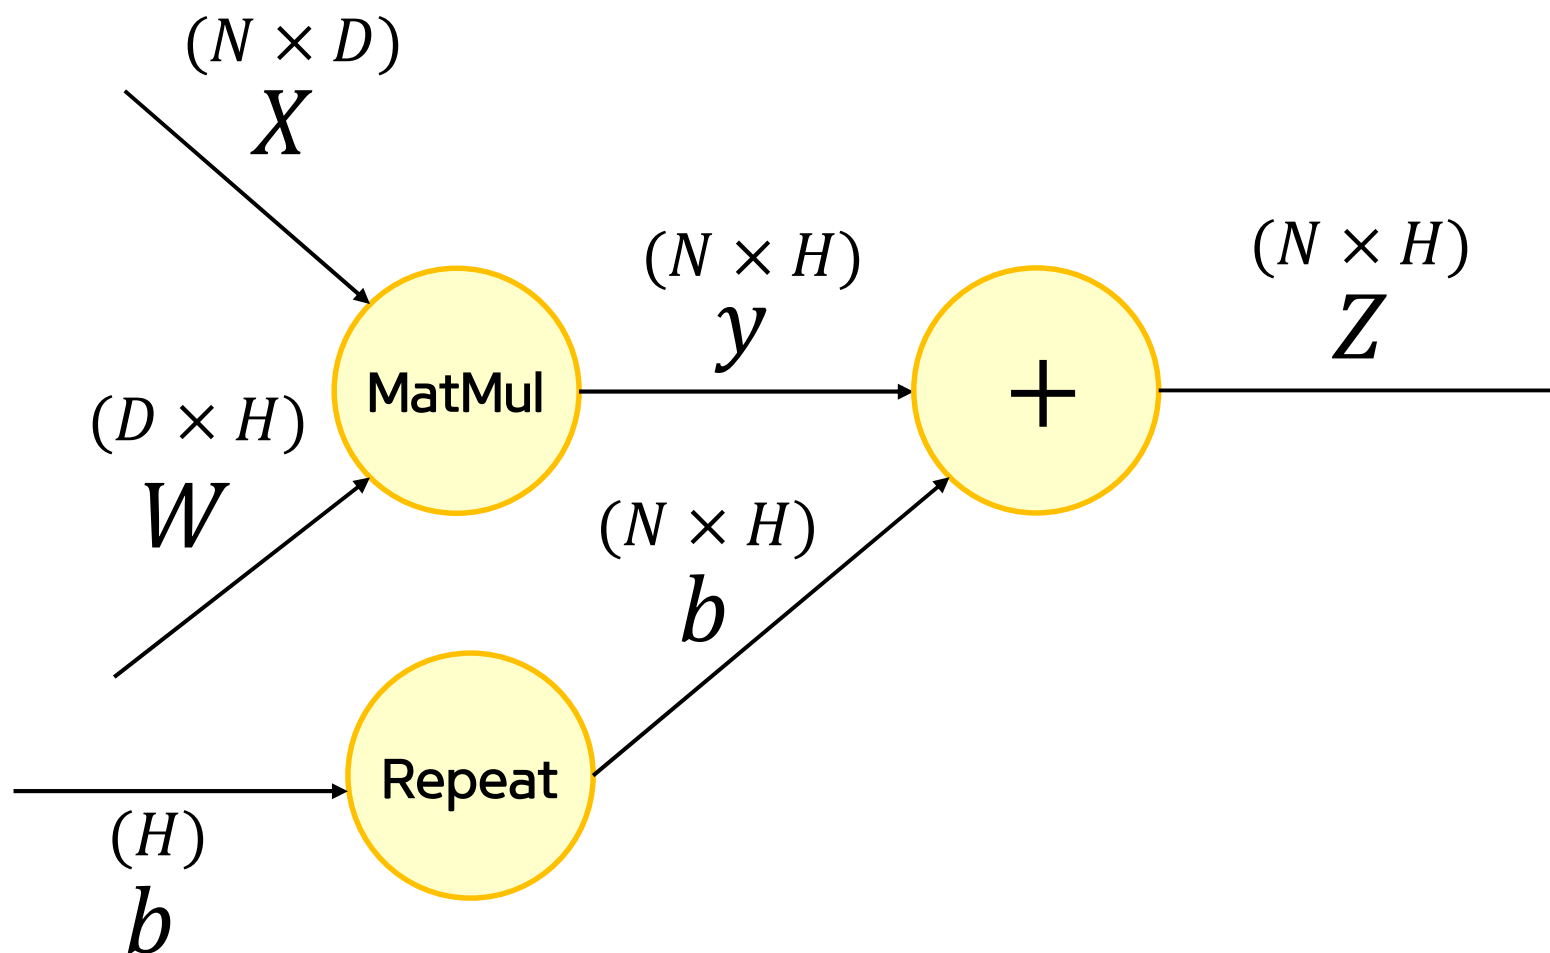 (N × D)
X
(N × H)
y
(N × H)
Z
MatMul
+
(D × H)
W
(N × H)
b
Repeat
(H)
b